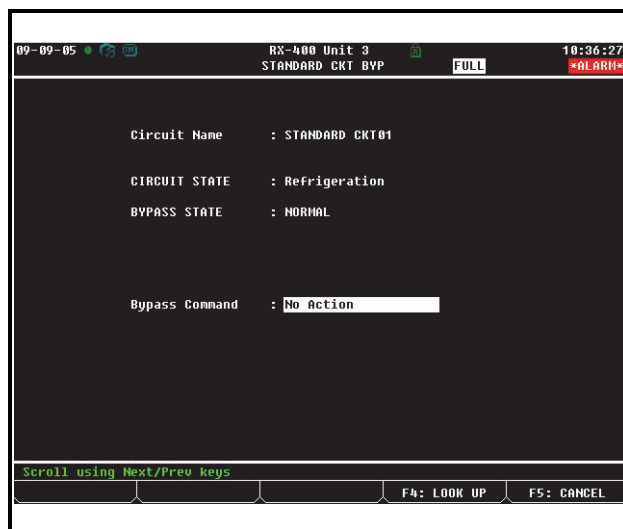 09-09-05 RX-400 Unit 3 10:36:27
STANDARD CKT BYP FULL *ALARM*
Circuit Name : STANDARD CKT01
CIRCUIT STATE : Refrigeration
BYPASS STATE : NORMAL
Bypass Command : No Action
Scroll using Next/Prev keys
F4: LOOK UP F5: CANCEL